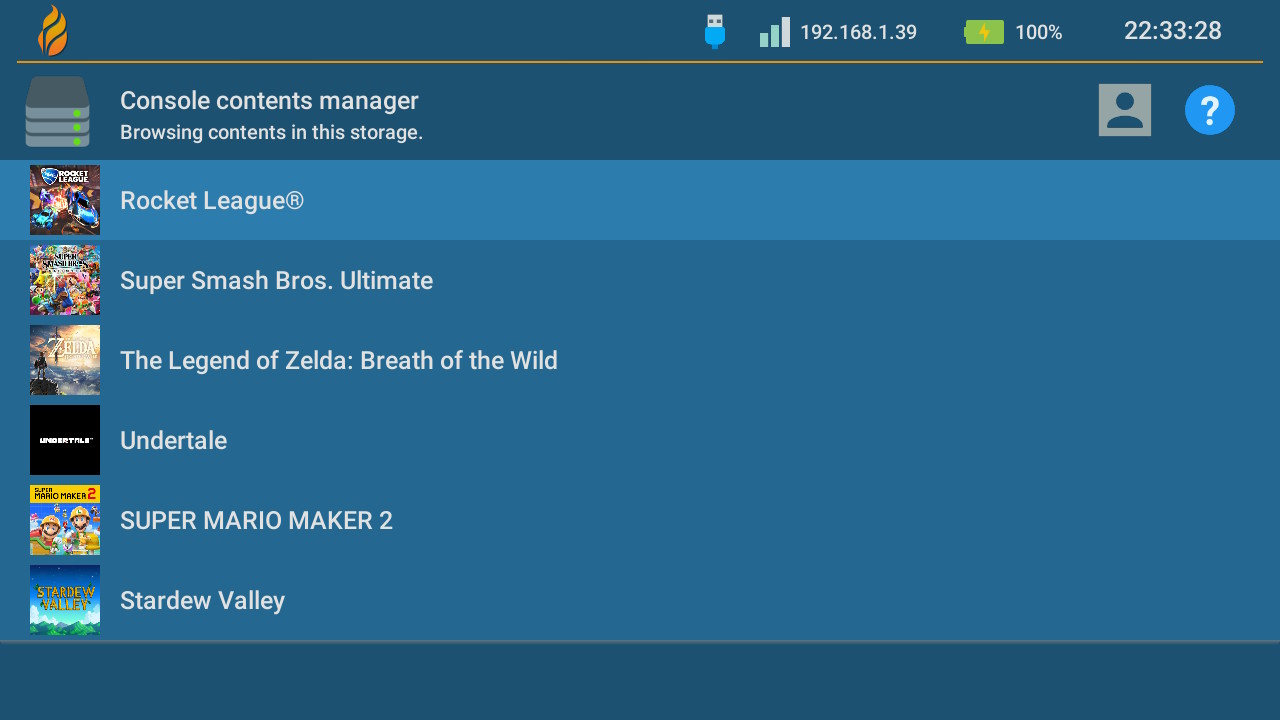 192.168.1.39 100% 22:33:28
Console contents manager
Browsing contents in this storage.
?
ROCKET
LEAGUE
Rocket League®
SUPER
SMASH BROS.
Super Smash Bros. Ultimate
ZELDA
The Legend of Zelda: Breath of the Wild
UNDERTALE
Undertale
SUPER
MARIO MAKER 2
SUPER MARIO MAKER 2
STARDEW
VALLEY
Stardew Valley